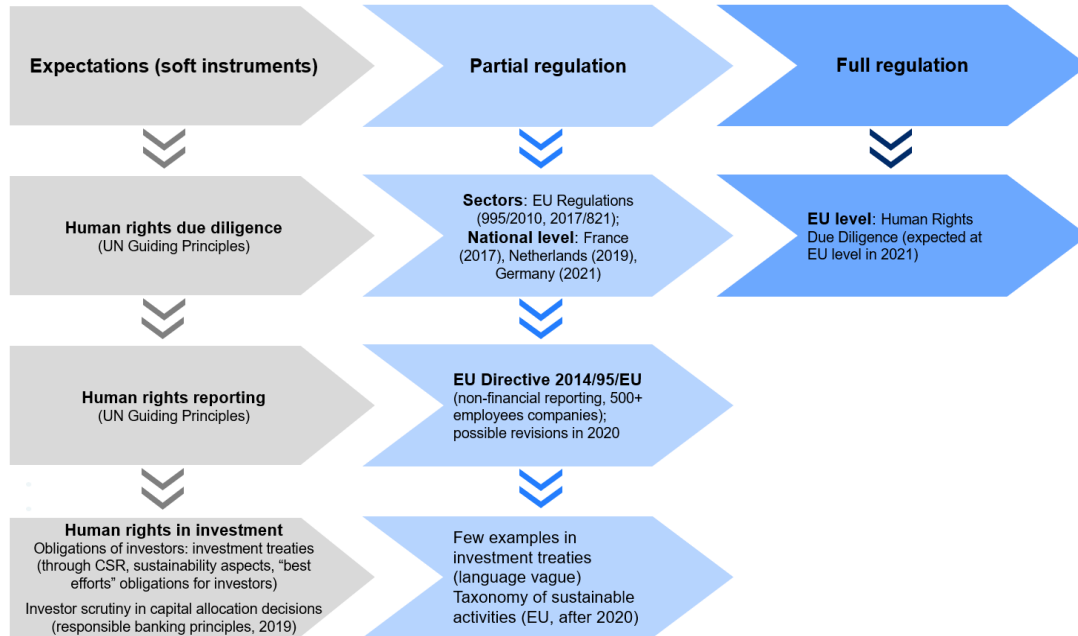 Expectations (soft instruments)
Partial regulation
Full regulation
Human rights due diligence
(UN Guiding Principles)
Sectors: EU Regulations
(995/2010, 2017/821);
National level: France
(2017), Netherlands (2019),
Germany (2021)
EU level: Human Rights
Due Diligence (expected at
EU level in 2021)
Human rights reporting
(UN Guiding Principles)
EU Directive 2014/95/EU
(non-financial reporting, 500+
employees companies);
possible revisions in 2020
Human rights in investment
Obligations of investors: investment treaties
(through CSR, sustainability aspects, “best
efforts” obligations for investors)
Investor scrutiny in capital allocation decisions
(responsible banking principles, 2019)
Few examples in
investment treaties
(language vague)
Taxonomy of sustainable
activities (EU, after 2020)